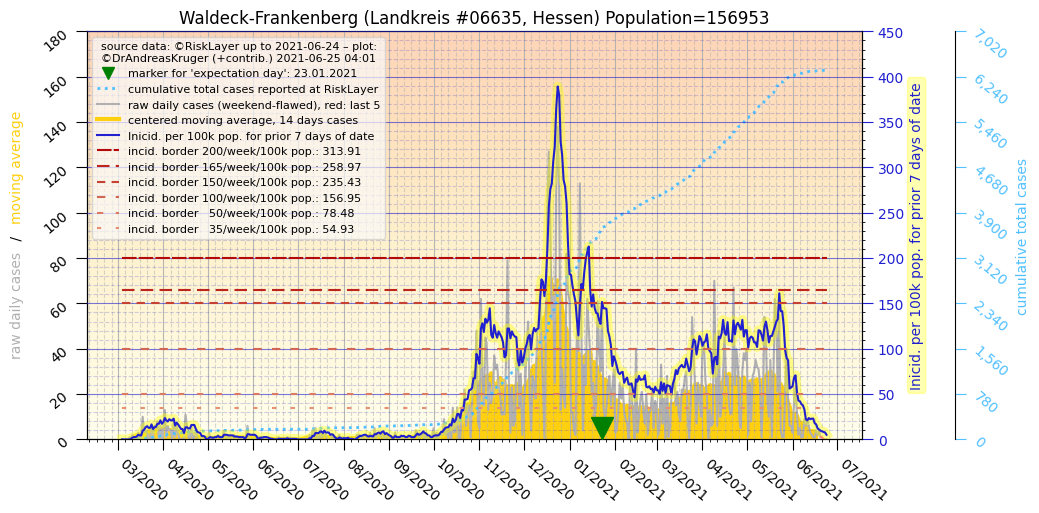 Waldeck-Frankenberg (Landkreis #06635, Hessen) Population=156953
source data: ©RiskLayer up to 2021-06-24 – plot:
©DrAndreasKruger (+contrib.) 2021-06-25 04:01
marker for 'expectation day': 23.01.2021
cumulative total cases reported at RiskLayer
raw daily cases (weekend-flawed), red: last 5
centered moving average, 14 days cases
Inicid. per 100k pop. for prior 7 days of date
incid. border 200/week/100k pop.: 313.91
incid. border 165/week/100k pop.: 258.97
incid. border 150/week/100k pop.: 235.43
incid. border 100/week/100k pop.: 156.95
incid. border 50/week/100k pop.: 78.48
incid. border 35/week/100k pop.: 54.93
raw daily cases / moving average
180
160
140
120
100
80
60
40
20
0
03/2020
04/2020
05/2020
06/2020
07/2020
08/2020
09/2020
10/2020
11/2020
12/2020
01/2021
02/2021
03/2021
04/2021
05/2021
06/2021
07/2021
450
400
350
300
250
200
150
100
50
0
Inicid. per 100k pop. for prior 7 days of date
7,020
6,240
5,460
4,680
3,900
3,120
2,340
1,560
780
0
cumulative total cases